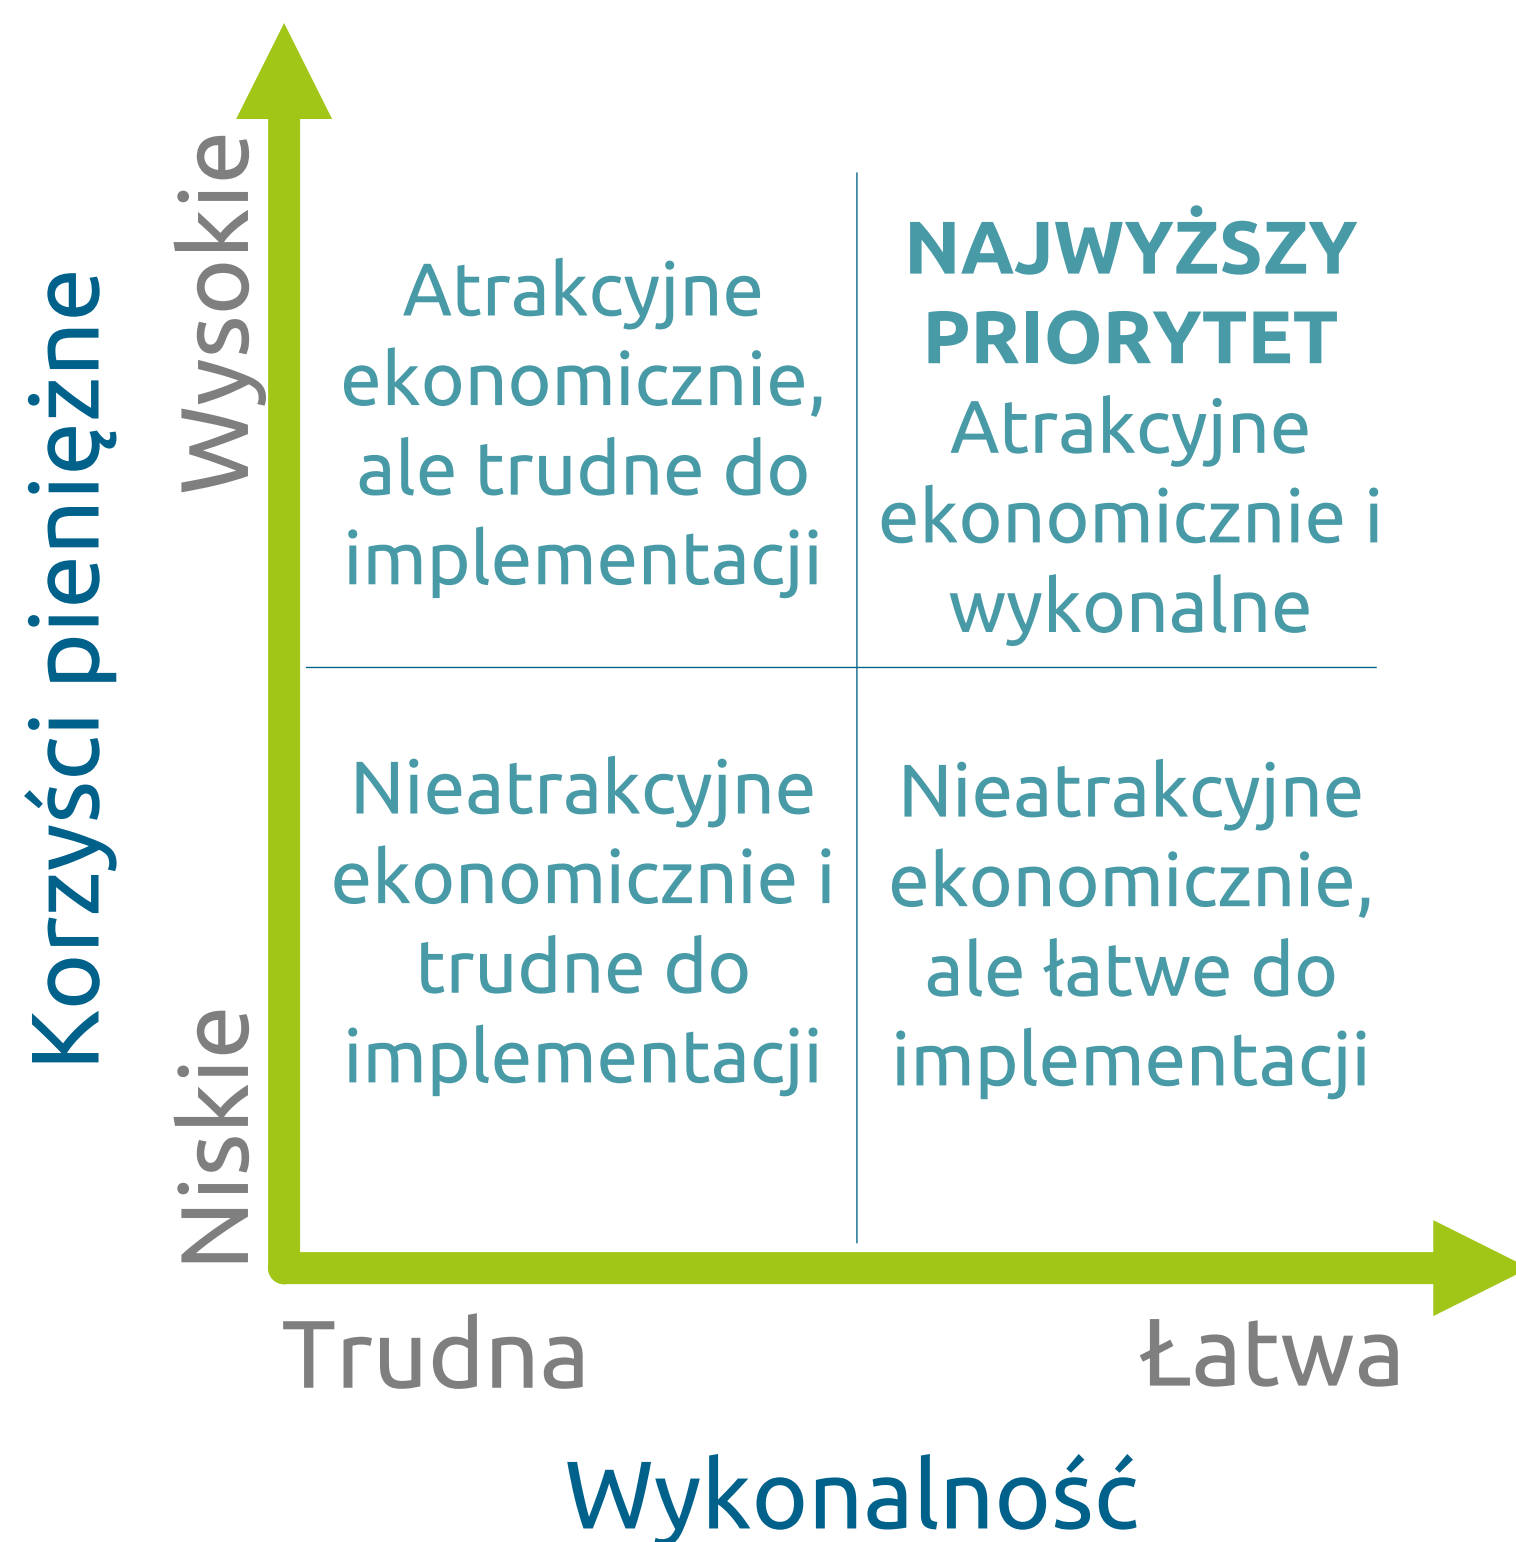 Korzyści pieniężne
Wysokie
Niskie
Atrakcyjne
ekonomicznie,
ale trudne do
implementacji
NAJWYŻSZY
PRIORYTET
Atrakcyjne
ekonomicznie i
wykonalne
Nieatrakcyjne
ekonomicznie i
trudne do
implementacji
Nieatrakcyjne
ekonomicznie,
ale łatwe do
implementacji
Trudna
Łatwa
Wykonalność